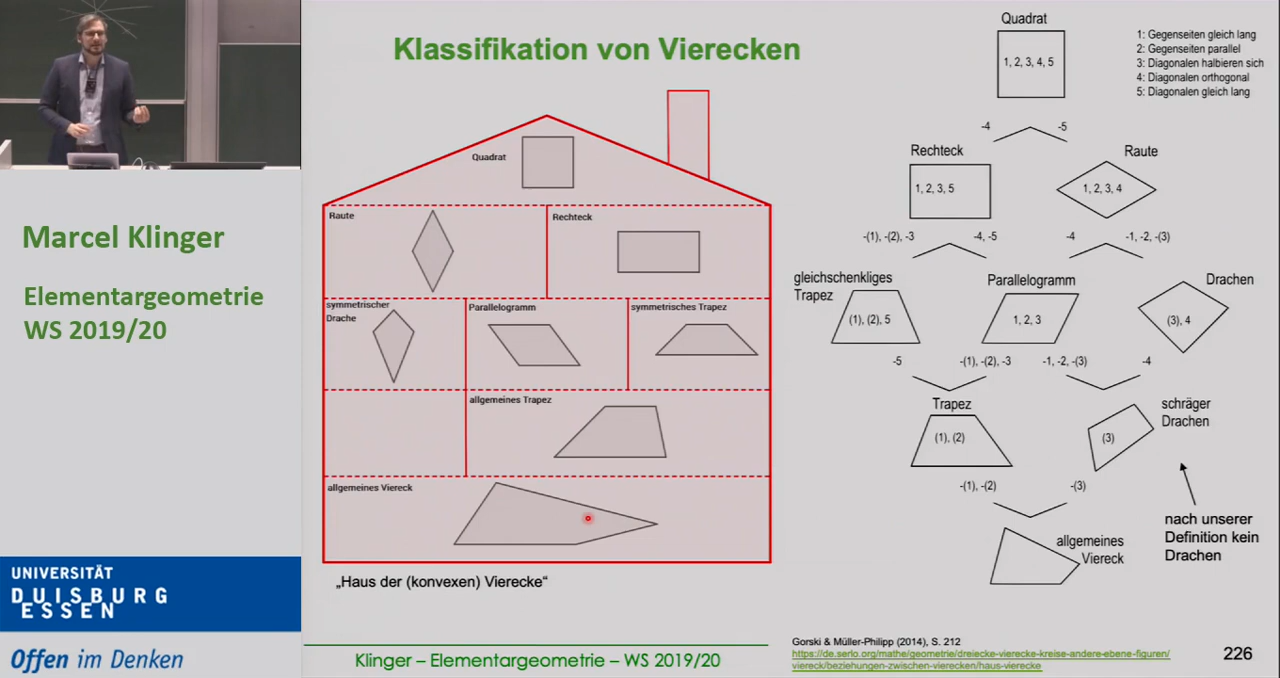 Klassifikation von Vierecken
Quadrat
Raute
Rechteck
symmetrischer
Drache
Parallelogramm
symmetrisches Trapez
allgemeines Trapez
allgemeines Viereck
„Haus der (konvexen) Vierecke“
Quadrat
1, 2, 3, 4, 5
1: Gegenseiten gleich lang
2: Gegenseiten parallel
3: Diagonalen halbieren sich
4: Diagonalen orthogonal
5: Diagonalen gleich lang
-4
-5
Rechteck
1, 2, 3, 5
Raute
1, 2, 3, 4
-(1), -(2), -3
-4, -5
-4
-1, -2, -(3)
gleichschenkliges
Trapez
(1), (2), 5
Parallelogramm
1, 2, 3
Drachen
(3), 4
-5
-(1), -(2), -3
-1, -2, -(3)
-4
Trapez
(1), (2)
schräger
Drachen
(3)
-(1), -(2)
-(3)
nach unserer
Definition kein
Drachen
allgemeines
Viereck
Marcel Klinger
Elementargeometrie
WS 2019/20
UNIVERSITÄT
DUISBURG
ESSEN
Offen im Denken
Klinger – Elementargeometrie – WS 2019/20
Gorski & Müller-Philipp (2014), S. 212
https://de.serlo.org/mathe/geometrie/dreiecke-vierecke-kreise-andere-ebene-figuren/
viereck/beziehungen-zwischen-vierecken/haus-vierecke
226